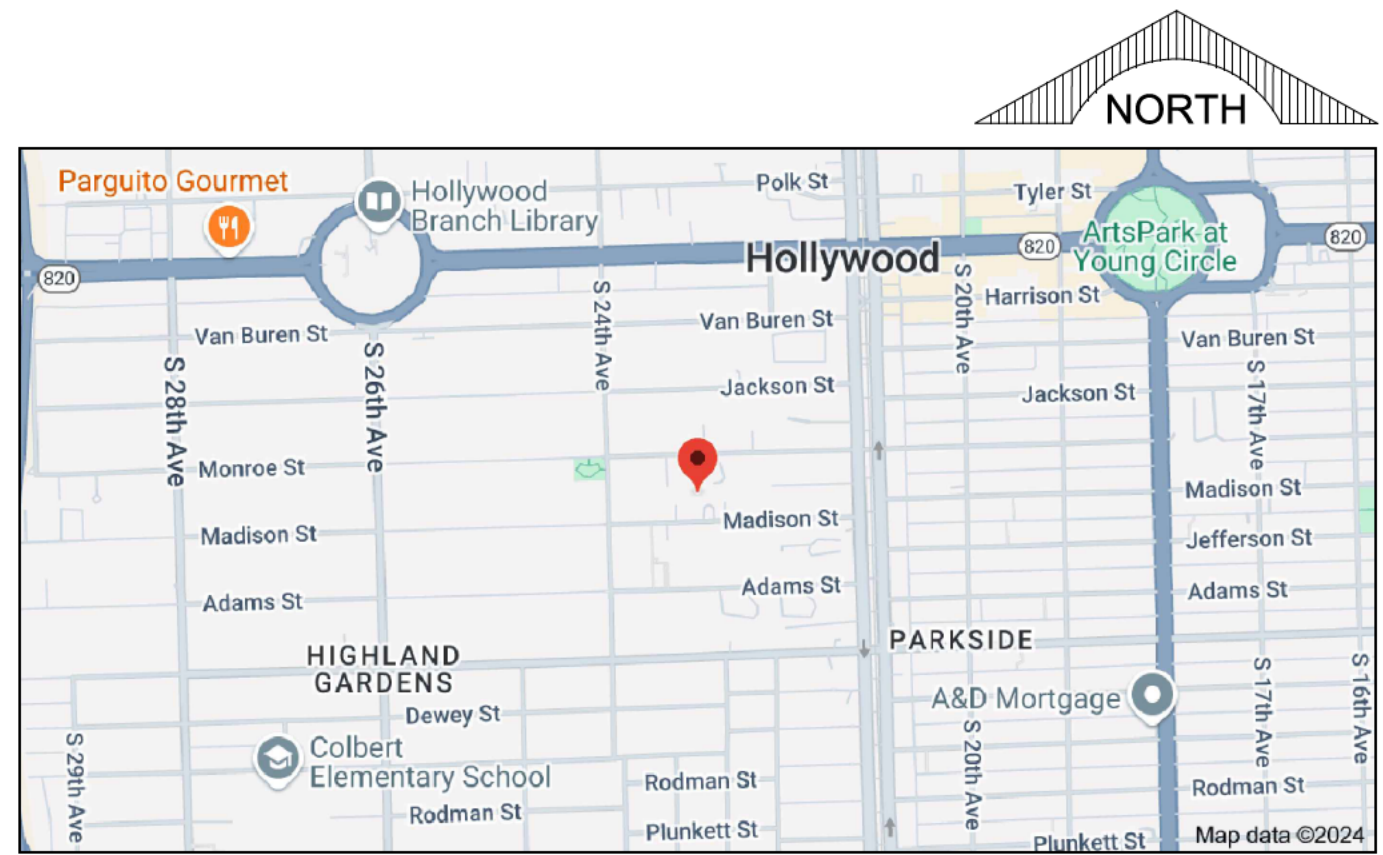 NORTH
Parguito Gourmet
Hollywood
Branch Library
Polk St
Tyler St
ArtsPark at
Young Circle
820
820
820
Hollywood
Harrison St
S 24th Ave
S 20th Ave
Van Buren St
Van Buren St
Van Buren St
S 28th Ave
S 26th Ave
Jackson St
Jackson St
S 17th Ave
Monroe St
Madison St
Madison St
Madison St
Jefferson St
Adams St
Adams St
Adams St
HIGHLAND
GARDENS
PARKSIDE
A&D Mortgage
S 17th Ave
S 16th Ave
Dewey St
S 29th Ave
Colbert
Elementary School
S 20th Ave
Rodman St
Rodman St
Rodman St
Plunkett St
Plunkett St
Map data ©2024